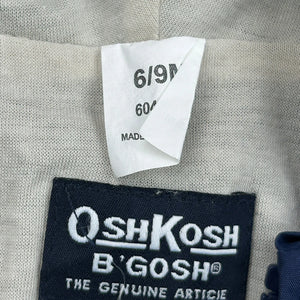 6/9M
604
MADE
OSHKOSH
B'GOSH®
THE GENUINE ARTICLE